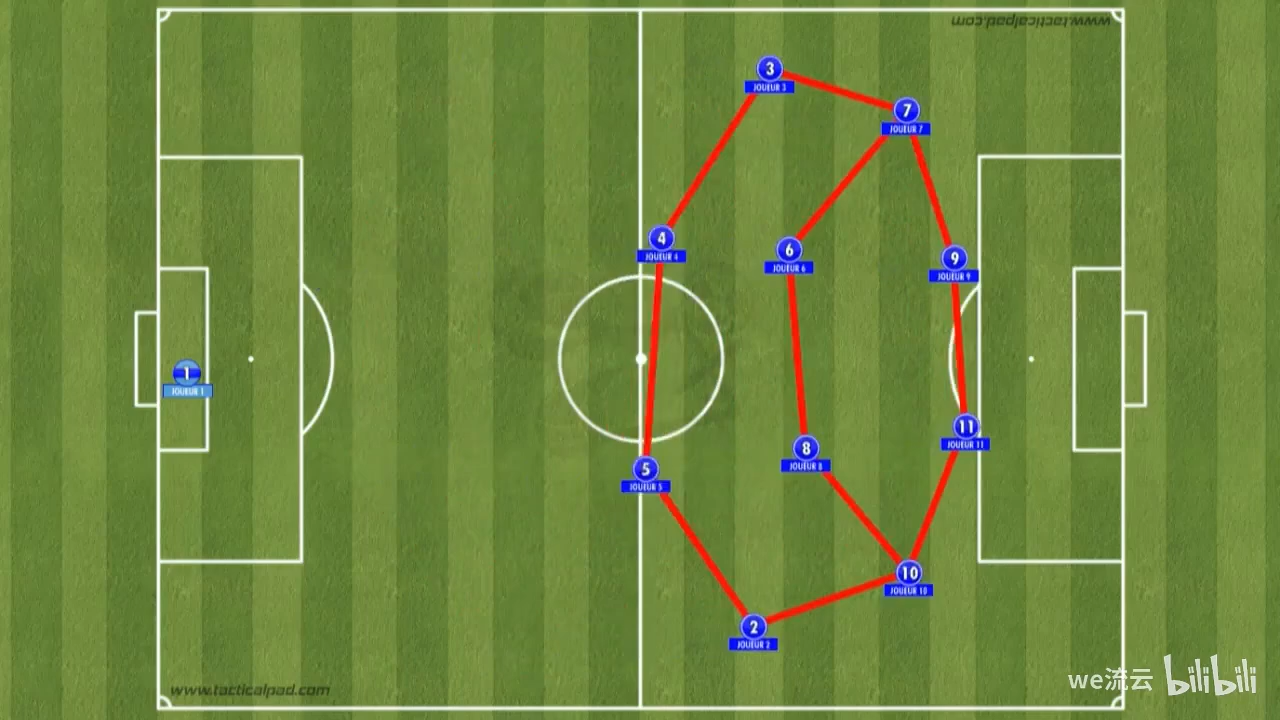 www.tacticalpad.com
3
JOUEUR 3
7
JOUEUR 7
4
JOUEUR 4
6
JOUEUR 6
9
JOUEUR 9
1
JOUEUR 1
11
JOUEUR 11
8
JOUEUR 8
5
JOUEUR 5
10
JOUEUR 10
2
JOUEUR 2
www.tacticalpad.com
we流云 bilibili